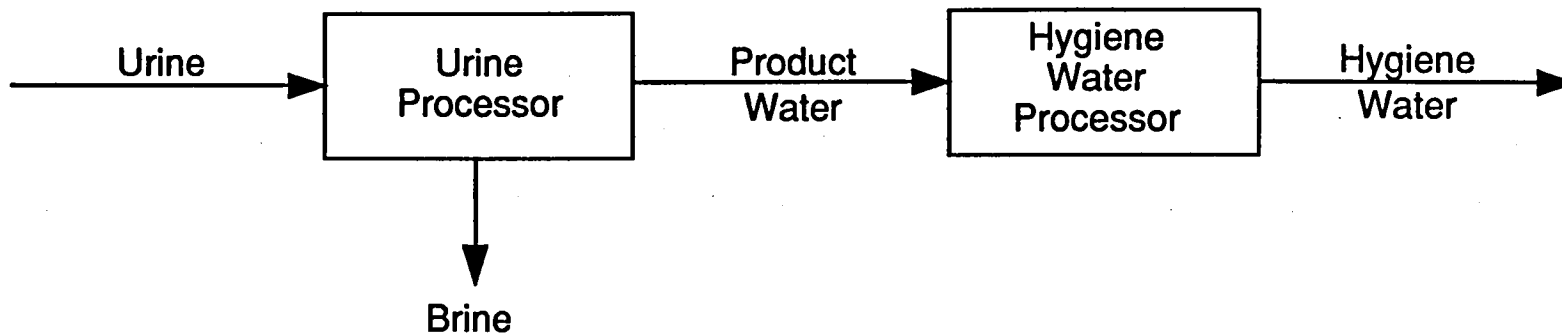 Urine
Urine
Processor
Product
Water
Hygiene
Water
Processor
Hygiene
Water
Brine